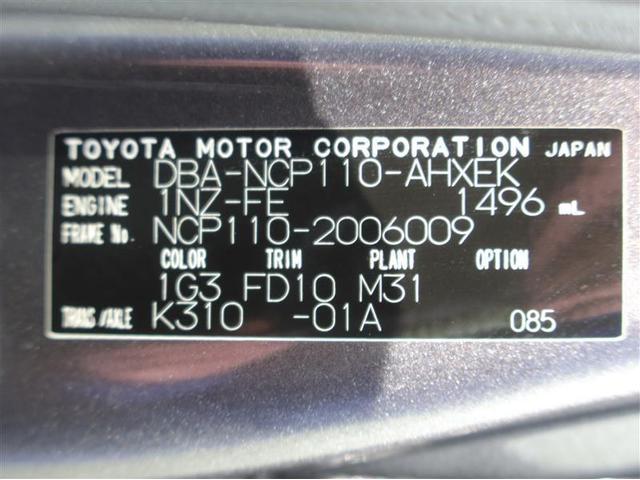 TOYOTA MOTOR CORPORATION JAPAN
MODEL DBA-NCP110-AHXEK
ENGINE 1NZ-FE 1496 mL
FRAME No. NCP110-2006009
COLOR TRIM PLANT OPTION
1G3 FD10 M31
TRANS/AXLE K310 -01A 085